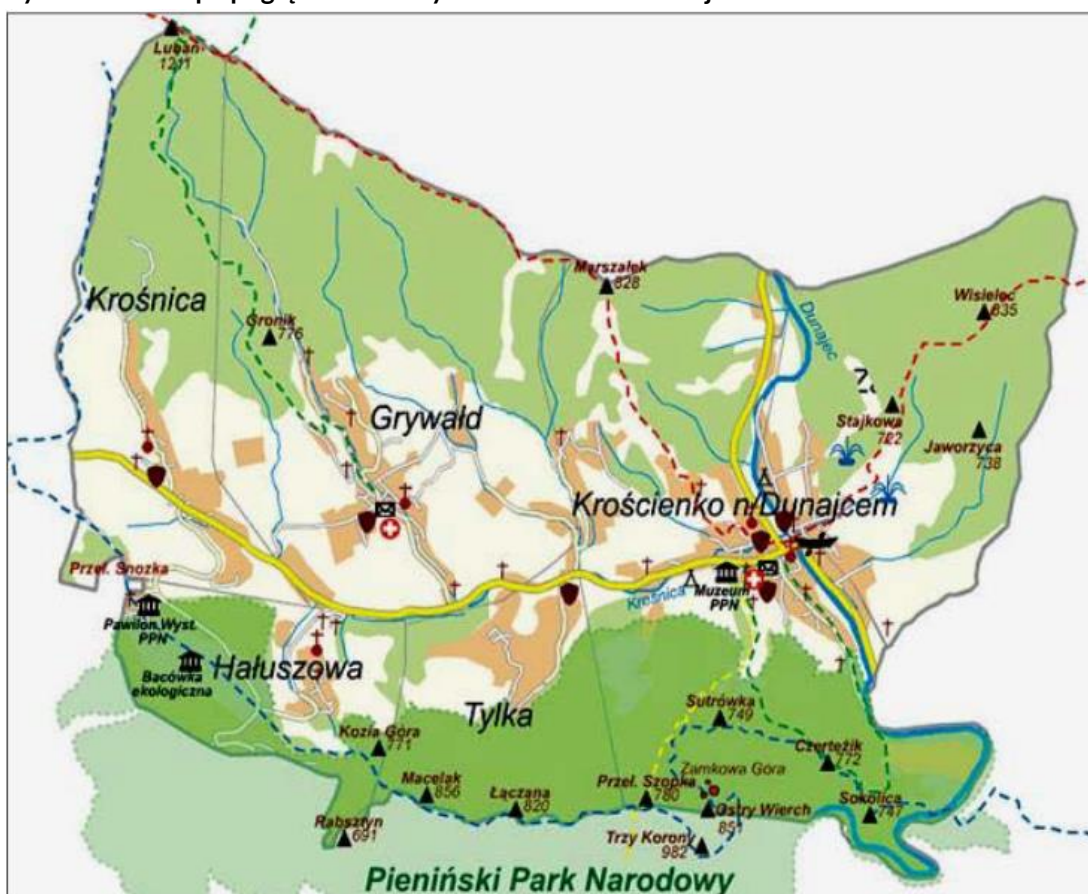 Lubań
1211
Marszałek
828
Dunajec
Wisielec
835
Krośnica
Gronik
776
Grywałd
Stajkowa
722
Jaworzyca
738
Krościenko n/Dunajcem
Przeł. Snozka
Krośnica
Muzeum
PPN
Pawilon Wyst.
PPN
Bacówka
ekologiczna
Hałuszowa
Tylka
Sutrówka
749
Kozia Góra
771
Czerteżik
772
Macelak
856
Łączana
820
Przeł. Szopka
780
Zamkowa Góra
Ostry Wierch
851
Sokolica
747
Rabsztyn
691
Trzy Korony
982
Pieniński Park Narodowy